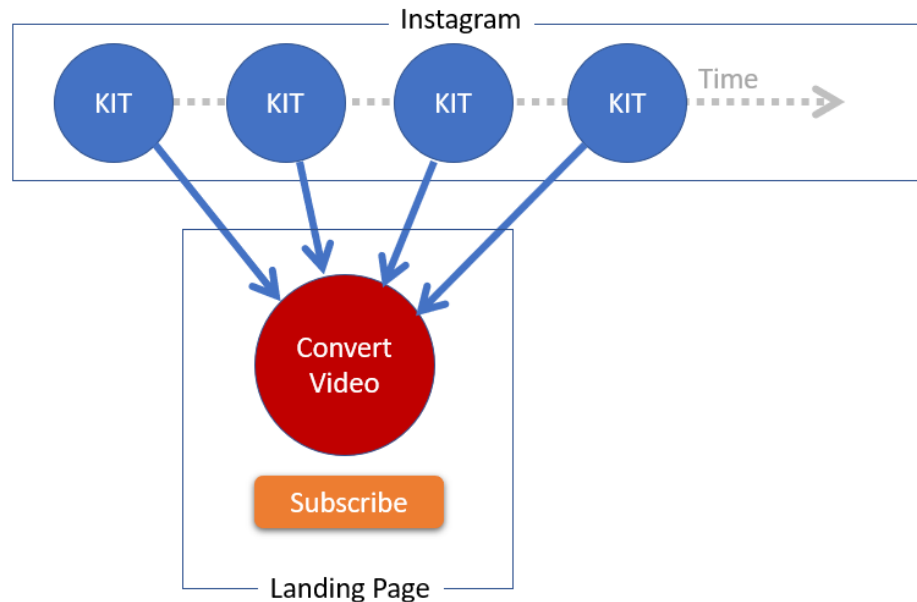 Instagram
KIT
KIT
KIT
KIT
Time
Convert
Video
Subscribe
Landing Page